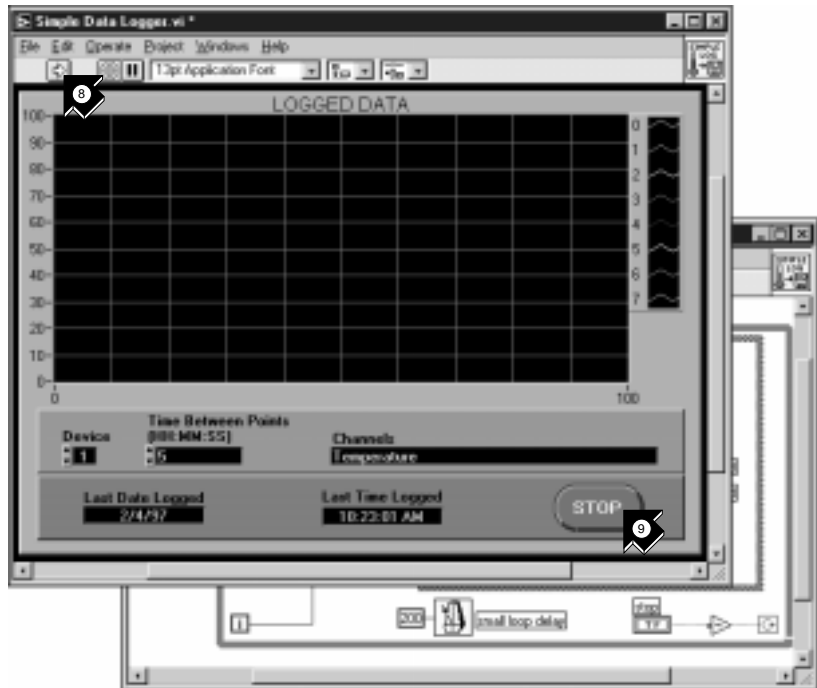 Simple Data Logger.vi *
File Edit Operate Project Windows Help
13pt Application Font
8
LOGGED DATA
100
90
80
70
60
50
40
30
20
10
0
0
100
0
1
2
3
4
5
6
7
Device
1
Time Between Points
(HH:MM:SS)
5
Channels
Temperature
Last Date Logged
2/4/97
Last Time Logged
10:23:01 AM
STOP
9
i
200
small loop delay
stop
TF